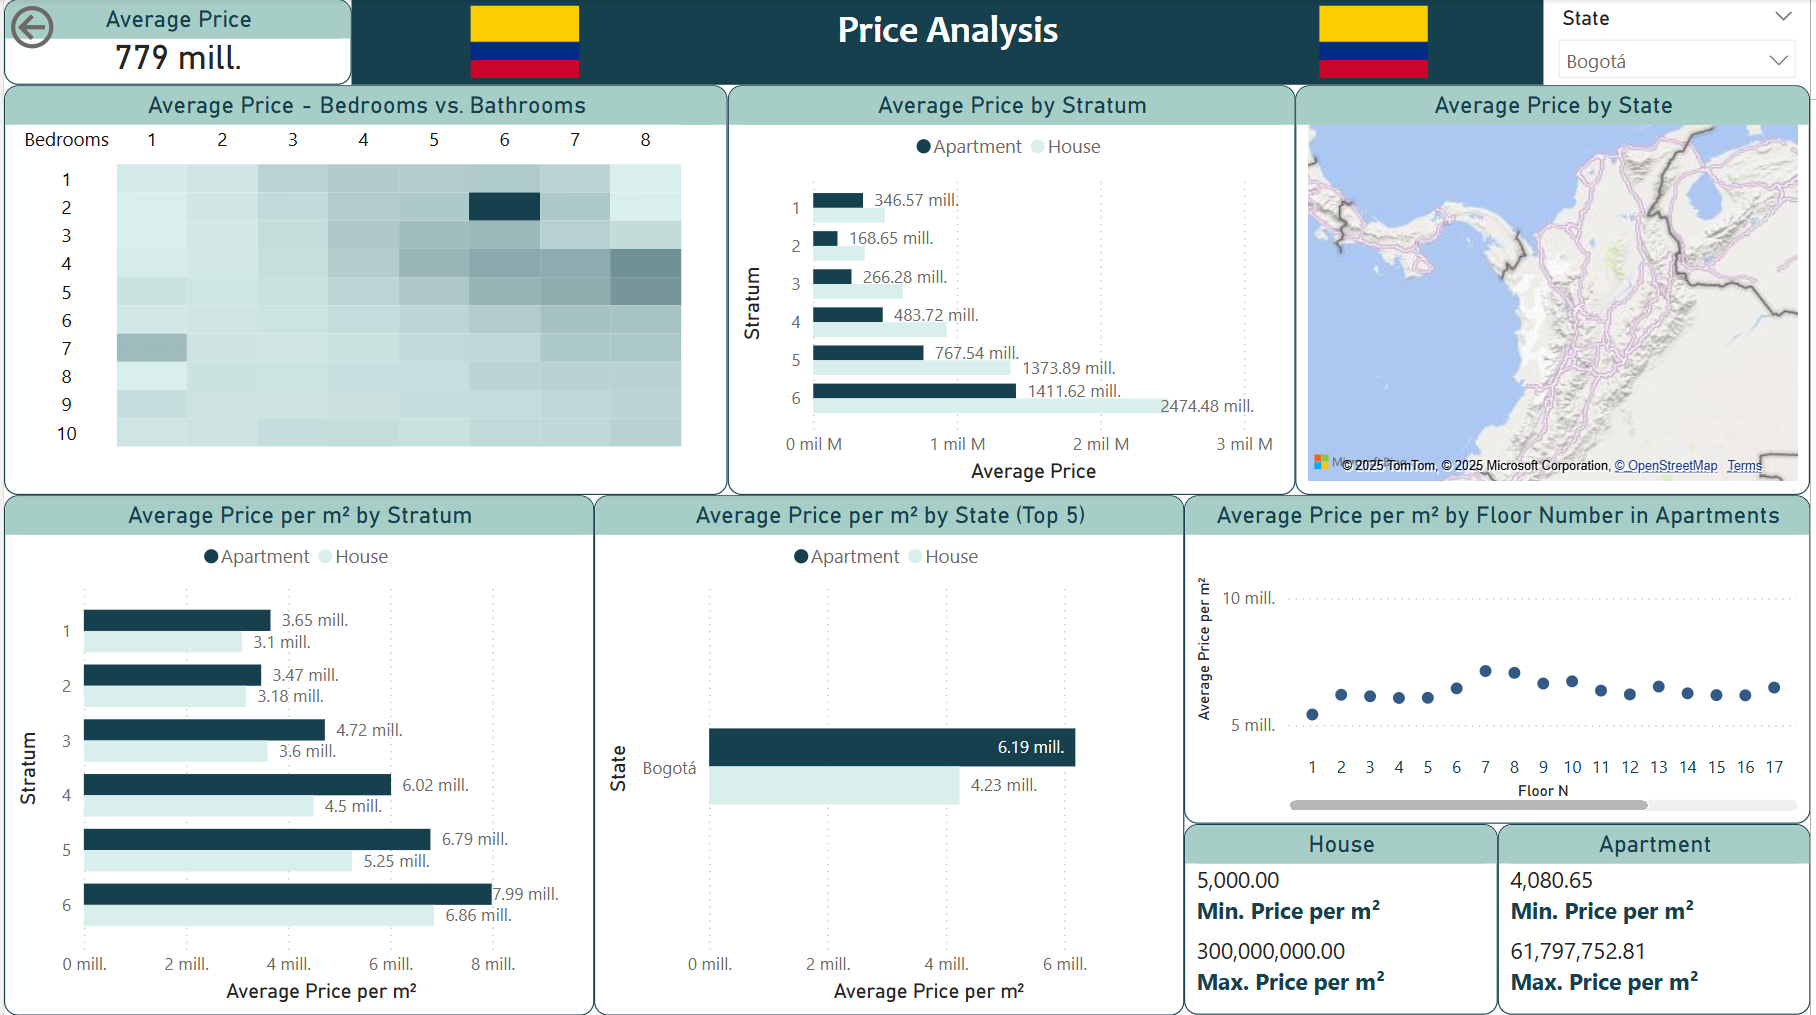 Average Price
779 mill.
Price Analysis
State
Bogotá
Average Price - Bedrooms vs. Bathrooms
Bedrooms 1 2 3 4 5 6 7 8
1
2
3
4
5
6
7
8
9
10
Average Price by Stratum
Apartment House
Stratum
1 346.57 mill.
2 168.65 mill.
3 266.28 mill.
4 483.72 mill.
5 767.54 mill.
1373.89 mill.
6 1411.62 mill.
2474.48 mill.
0 mil M 1 mil M 2 mil M 3 mil M
Average Price
Average Price by State
© 2025 TomTom, © 2025 Microsoft Corporation, © OpenStreetMap Terms
Average Price per m² by Stratum
Apartment House
Stratum
1 3.65 mill.
3.1 mill.
2 3.47 mill.
3.18 mill.
3 4.72 mill.
3.6 mill.
4 6.02 mill.
4.5 mill.
5 6.79 mill.
5.25 mill.
6 7.99 mill.
6.86 mill.
0 mill. 2 mill. 4 mill. 6 mill. 8 mill.
Average Price per m²
Average Price per m² by State (Top 5)
Apartment House
State
Bogotá
6.19 mill.
4.23 mill.
0 mill. 2 mill. 4 mill. 6 mill.
Average Price per m²
Average Price per m² by Floor Number in Apartments
Average Price per m²
10 mill.
5 mill.
1 2 3 4 5 6 7 8 9 10 11 12 13 14 15 16 17
Floor N
House
5,000.00
Min. Price per m²
300,000,000.00
Max. Price per m²
Apartment
4,080.65
Min. Price per m²
61,797,752.81
Max. Price per m²